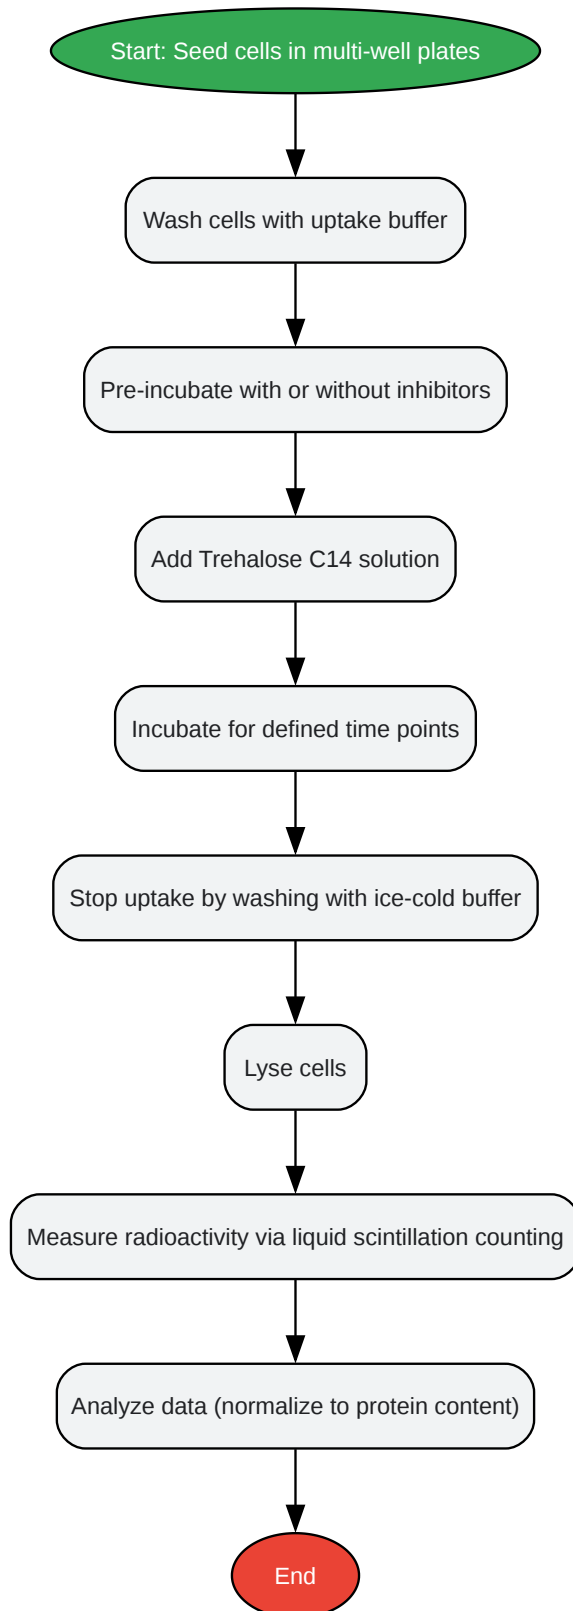 Start: Seed cells in multi-well plates
Wash cells with uptake buffer
Pre-incubate with or without inhibitors
Add Trehalose C14 solution
Incubate for defined time points
Stop uptake by washing with ice-cold buffer
Lyse cells
Measure radioactivity via liquid scintillation counting
Analyze data (normalize to protein content)
End